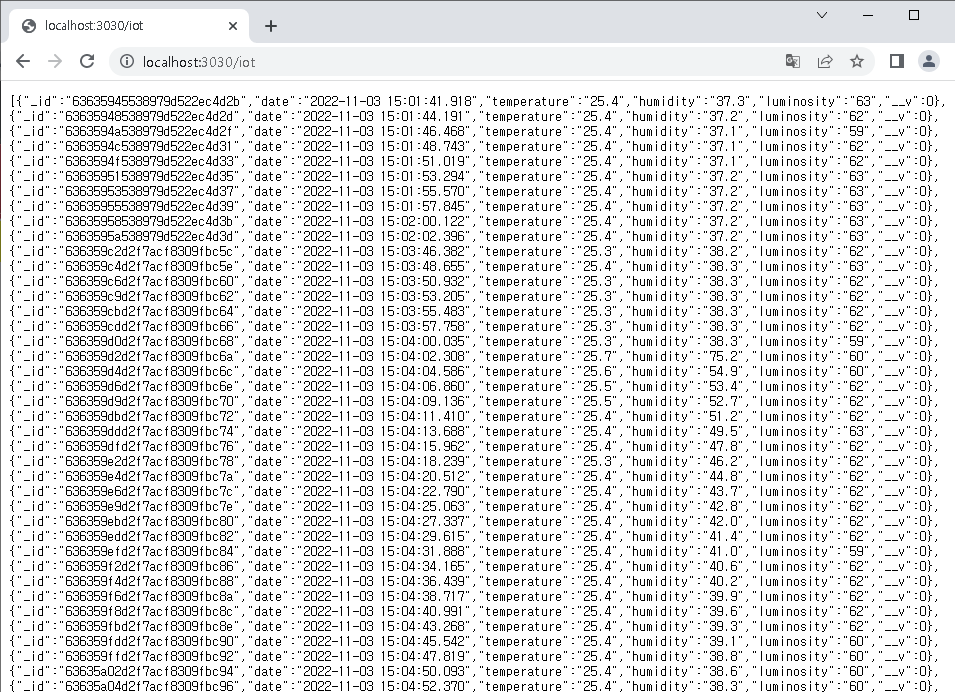 localhost:3030/iot
localhost:3030/iot
[{"_id":"63635945538979d522ec4d2b","date":"2022-11-03 15:01:41.918","temperature":"25.4","humidity":"37.3","luminosity":"63","__v":0},
{"_id":"63635948538979d522ec4d2d","date":"2022-11-03 15:01:44.191","temperature":"25.4","humidity":"37.2","luminosity":"62","__v":0},
{"_id":"6363594a538979d522ec4d2f","date":"2022-11-03 15:01:46.468","temperature":"25.4","humidity":"37.1","luminosity":"59","__v":0},
{"_id":"6363594c538979d522ec4d31","date":"2022-11-03 15:01:48.743","temperature":"25.4","humidity":"37.1","luminosity":"62","__v":0},
{"_id":"6363594f538979d522ec4d33","date":"2022-11-03 15:01:51.019","temperature":"25.4","humidity":"37.1","luminosity":"62","__v":0},
{"_id":"63635951538979d522ec4d35","date":"2022-11-03 15:01:53.294","temperature":"25.4","humidity":"37.2","luminosity":"63","__v":0},
{"_id":"63635953538979d522ec4d37","date":"2022-11-03 15:01:55.570","temperature":"25.4","humidity":"37.2","luminosity":"63","__v":0},
{"_id":"63635955538979d522ec4d39","date":"2022-11-03 15:01:57.845","temperature":"25.4","humidity":"37.2","luminosity":"63","__v":0},
{"_id":"63635958538979d522ec4d3b","date":"2022-11-03 15:02:00.122","temperature":"25.4","humidity":"37.2","luminosity":"63","__v":0},
{"_id":"6363595a538979d522ec4d3d","date":"2022-11-03 15:02:02.396","temperature":"25.4","humidity":"37.2","luminosity":"63","__v":0},
{"_id":"636359c2d2f7acf8309fbc5c","date":"2022-11-03 15:03:46.382","temperature":"25.3","humidity":"38.2","luminosity":"62","__v":0},
{"_id":"636359c4d2f7acf8309fbc5e","date":"2022-11-03 15:03:48.655","temperature":"25.4","humidity":"38.3","luminosity":"63","__v":0},
{"_id":"636359c6d2f7acf8309fbc60","date":"2022-11-03 15:03:50.932","temperature":"25.3","humidity":"38.3","luminosity":"62","__v":0},
{"_id":"636359c9d2f7acf8309fbc62","date":"2022-11-03 15:03:53.205","temperature":"25.3","humidity":"38.3","luminosity":"62","__v":0},
{"_id":"636359cbd2f7acf8309fbc64","date":"2022-11-03 15:03:55.483","temperature":"25.3","humidity":"38.3","luminosity":"62","__v":0},
{"_id":"636359cdd2f7acf8309fbc66","date":"2022-11-03 15:03:57.758","temperature":"25.3","humidity":"38.3","luminosity":"62","__v":0},
{"_id":"636359d0d2f7acf8309fbc68","date":"2022-11-03 15:04:00.035","temperature":"25.3","humidity":"38.3","luminosity":"59","__v":0},
{"_id":"636359d2d2f7acf8309fbc6a","date":"2022-11-03 15:04:02.308","temperature":"25.7","humidity":"75.2","luminosity":"60","__v":0},
{"_id":"636359d4d2f7acf8309fbc6c","date":"2022-11-03 15:04:04.586","temperature":"25.6","humidity":"54.9","luminosity":"60","__v":0},
{"_id":"636359d6d2f7acf8309fbc6e","date":"2022-11-03 15:04:06.860","temperature":"25.5","humidity":"53.4","luminosity":"62","__v":0},
{"_id":"636359d9d2f7acf8309fbc70","date":"2022-11-03 15:04:09.136","temperature":"25.5","humidity":"52.7","luminosity":"62","__v":0},
{"_id":"636359dbd2f7acf8309fbc72","date":"2022-11-03 15:04:11.410","temperature":"25.4","humidity":"51.2","luminosity":"62","__v":0},
{"_id":"636359ddd2f7acf8309fbc74","date":"2022-11-03 15:04:13.688","temperature":"25.4","humidity":"49.5","luminosity":"63","__v":0},
{"_id":"636359dfd2f7acf8309fbc76","date":"2022-11-03 15:04:15.962","temperature":"25.4","humidity":"47.8","luminosity":"62","__v":0},
{"_id":"636359e2d2f7acf8309fbc78","date":"2022-11-03 15:04:18.239","temperature":"25.3","humidity":"46.2","luminosity":"62","__v":0},
{"_id":"636359e4d2f7acf8309fbc7a","date":"2022-11-03 15:04:20.512","temperature":"25.4","humidity":"44.8","luminosity":"62","__v":0},
{"_id":"636359e6d2f7acf8309fbc7c","date":"2022-11-03 15:04:22.790","temperature":"25.4","humidity":"43.7","luminosity":"62","__v":0},
{"_id":"636359e9d2f7acf8309fbc7e","date":"2022-11-03 15:04:25.063","temperature":"25.4","humidity":"42.8","luminosity":"62","__v":0},
{"_id":"636359ebd2f7acf8309fbc80","date":"2022-11-03 15:04:27.337","temperature":"25.4","humidity":"42.0","luminosity":"62","__v":0},
{"_id":"636359edd2f7acf8309fbc82","date":"2022-11-03 15:04:29.615","temperature":"25.4","humidity":"41.4","luminosity":"62","__v":0},
{"_id":"636359efd2f7acf8309fbc84","date":"2022-11-03 15:04:31.888","temperature":"25.4","humidity":"41.0","luminosity":"59","__v":0},
{"_id":"636359f2d2f7acf8309fbc86","date":"2022-11-03 15:04:34.165","temperature":"25.4","humidity":"40.6","luminosity":"62","__v":0},
{"_id":"636359f4d2f7acf8309fbc88","date":"2022-11-03 15:04:36.439","temperature":"25.4","humidity":"40.2","luminosity":"62","__v":0},
{"_id":"636359f6d2f7acf8309fbc8a","date":"2022-11-03 15:04:38.717","temperature":"25.4","humidity":"39.9","luminosity":"62","__v":0},
{"_id":"636359f8d2f7acf8309fbc8c","date":"2022-11-03 15:04:40.991","temperature":"25.4","humidity":"39.6","luminosity":"62","__v":0},
{"_id":"636359fbd2f7acf8309fbc8e","date":"2022-11-03 15:04:43.268","temperature":"25.4","humidity":"39.3","luminosity":"62","__v":0},
{"_id":"636359fdd2f7acf8309fbc90","date":"2022-11-03 15:04:45.542","temperature":"25.4","humidity":"39.1","luminosity":"60","__v":0},
{"_id":"636359ffd2f7acf8309fbc92","date":"2022-11-03 15:04:47.819","temperature":"25.4","humidity":"38.8","luminosity":"60","__v":0},
{"_id":"63635a02d2f7acf8309fbc94","date":"2022-11-03 15:04:50.093","temperature":"25.4","humidity":"38.6","luminosity":"60","__v":0},
{"_id":"63635a04d2f7acf8309fbc96","date":"2022-11-03 15:04:52.370","temperature":"25.4","humidity":"38.3","luminosity":"60","__v":0},